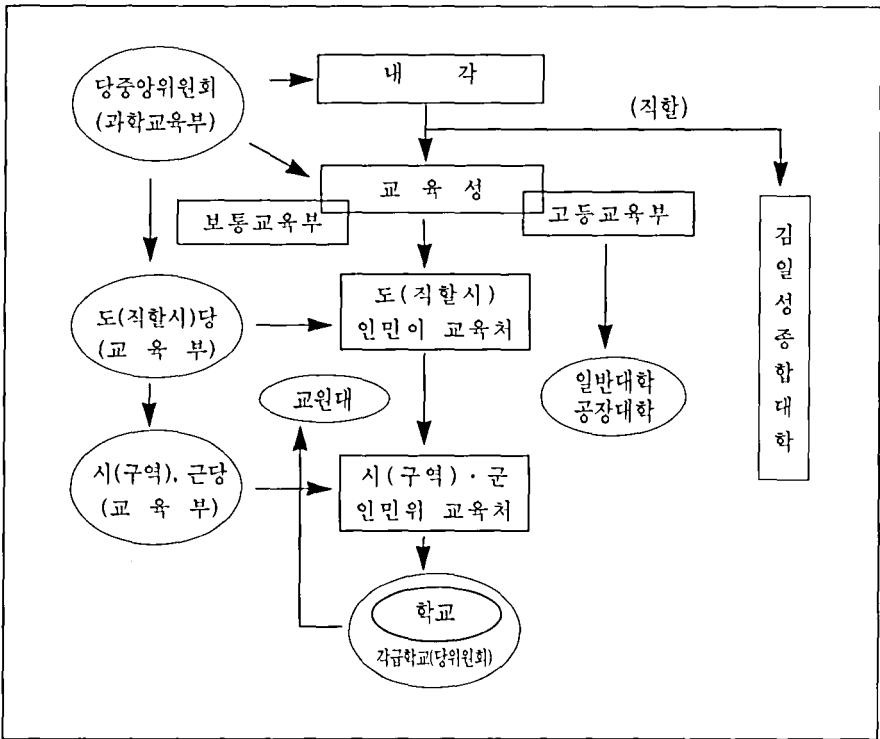 내 각
당중앙위원회
(과학교육부)
(직할)
교 육 성
보통교육부
고등교육부
김일성종합대학
도(직할시)당
(교 육 부)
도(직할시)
인민이 교육처
일반대학
공장대학
교원대
시(구역), 근당
(교 육 부)
시(구역)·군
인민위 교육처
학교
각급학교(당위원회)